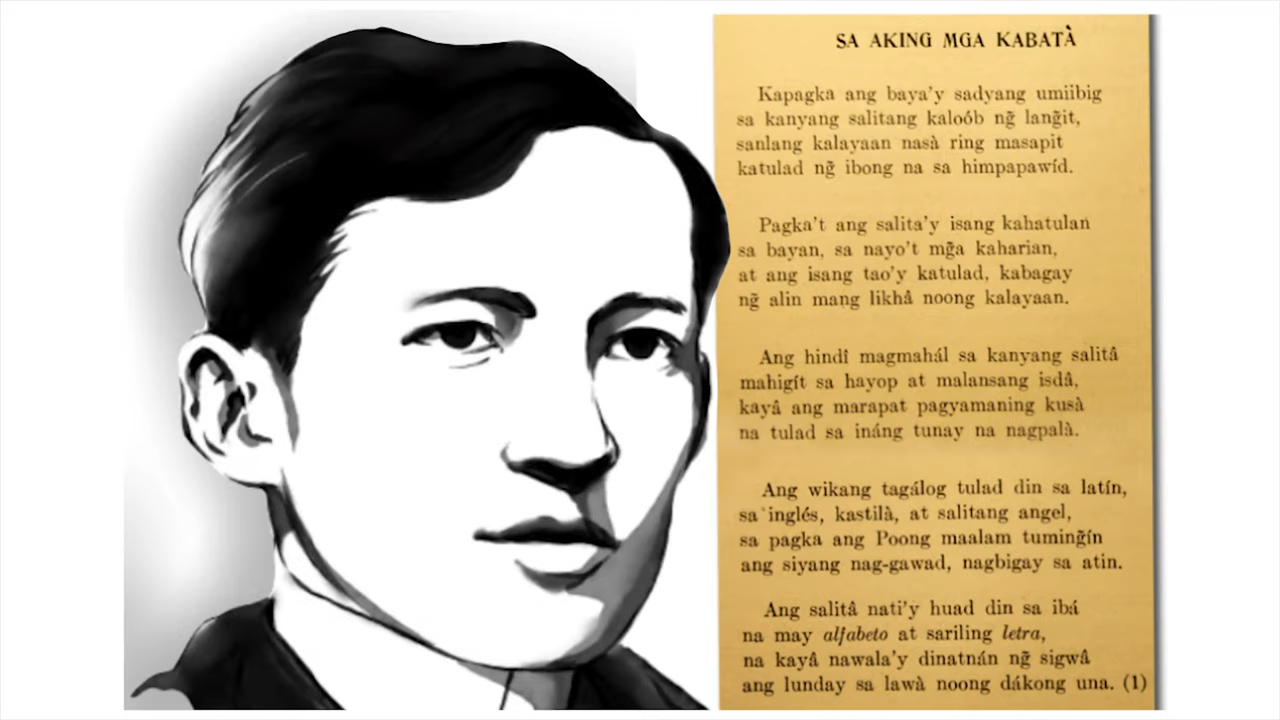 SA AKING MGA KABATÀ
Kapagka ang baya'y sadyang umiibig
sa kanyang salitang kaloób ng̃ lang̃it,
sanlang kalayaan nasà ring masapit
katulad ng̃ ibong na sa himpapawíd.
Pagka't ang salita'y isang kahatulan
sa bayan, sa nayo't mg̃a kaharian,
at ang isang tao'y katulad, kabagay
ng̃ alin mang likhâ noong kalayaan.
Ang hindî magmahál sa kanyang salitâ
mahigít sa hayop at malansang isdâ,
kayâ ang marapat pagyamaning kusà
na tulad sa ináng tunay na nagpalà.
Ang wikang tagálog tulad din sa latín,
sa inglés, kastilà, at salitang angel,
sa pagka ang Poong maalam tuming̃ín
ang siyang nag-gawad, nagbigay sa atin.
Ang salitâ nati'y huad din sa ibá
na may alfabeto at sariling letra,
na kayâ nawala'y dinatnán ng̃ sigwâ
ang lunday sa lawà noong dákong una. (1)